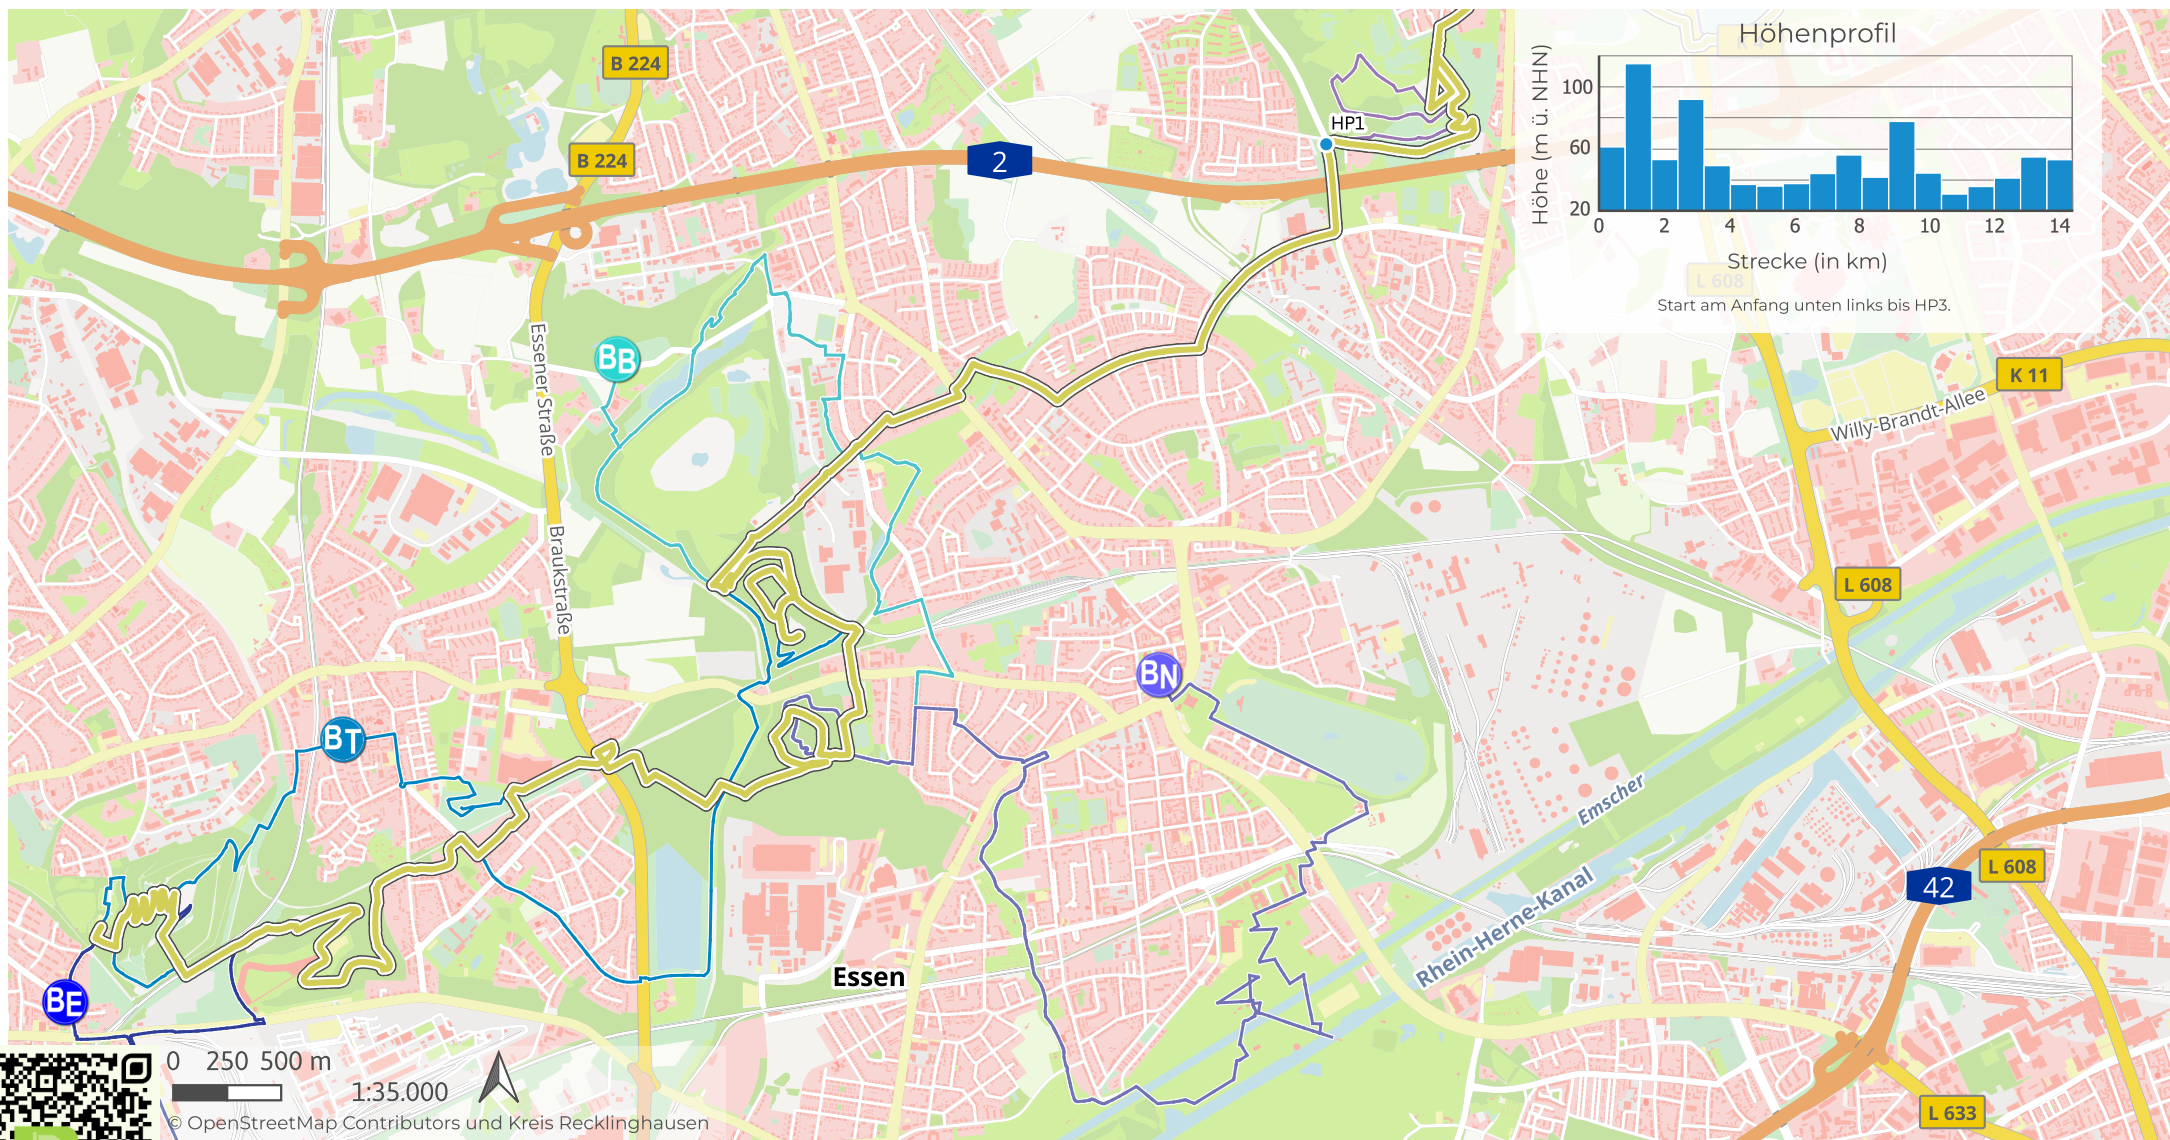 B 224
HP1
B 224
2
Höhenprofil
Höhe (m ü. NHN)
100
60
20
0 2 4 6 8 10 12 14
Strecke (in km)
L 608
Start am Anfang unten links bis HP3.
BB
Essener Straße
K 11
Willy-Brandt-Allee
Braukstraße
L 608
BN
BT
Emscher
L 608
42
Rhein-Herne-Kanal
Essen
BE
0 250 500 m
1:35.000
© OpenStreetMap Contributors und Kreis Recklinghausen
L 633